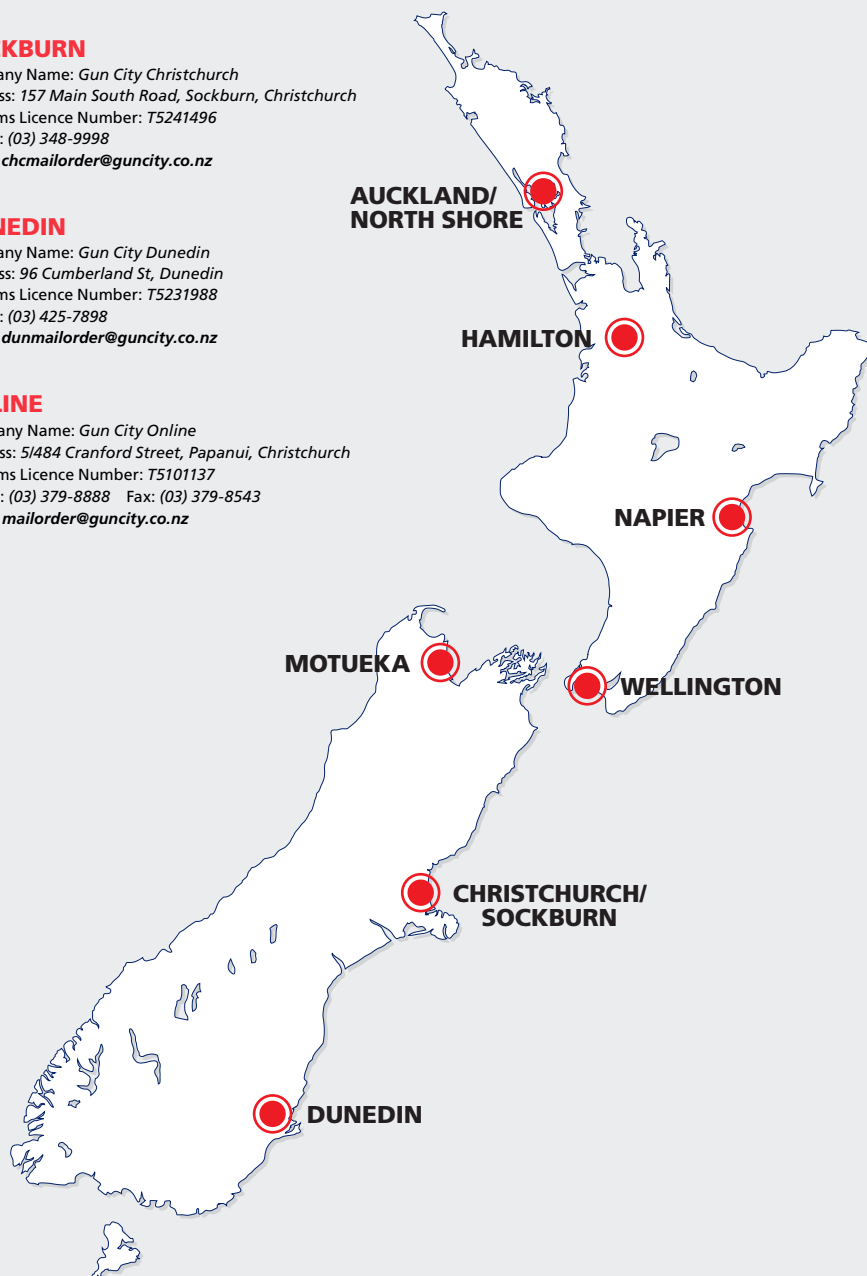 KBURN
any Name: Gun City Christchurch
ss: 157 Main South Road, Sockburn, Christchurch
ms Licence Number: T5241496
: (03) 348-9998
chcmailorder@guncity.co.nz
NEDIN
any Name: Gun City Dunedin
ss: 96 Cumberland St, Dunedin
ms Licence Number: T5231988
: (03) 425-7898
dunmailorder@guncity.co.nz
LINE
any Name: Gun City Online
ss: 5/484 Cranford Street, Papanui, Christchurch
ms Licence Number: T5101137
: (03) 379-8888 Fax: (03) 379-8543
mailorder@guncity.co.nz
AUCKLAND/
NORTH SHORE
HAMILTON
NAPIER
MOTUEKA
WELLINGTON
CHRISTCHURCH/
SOCKBURN
DUNEDIN